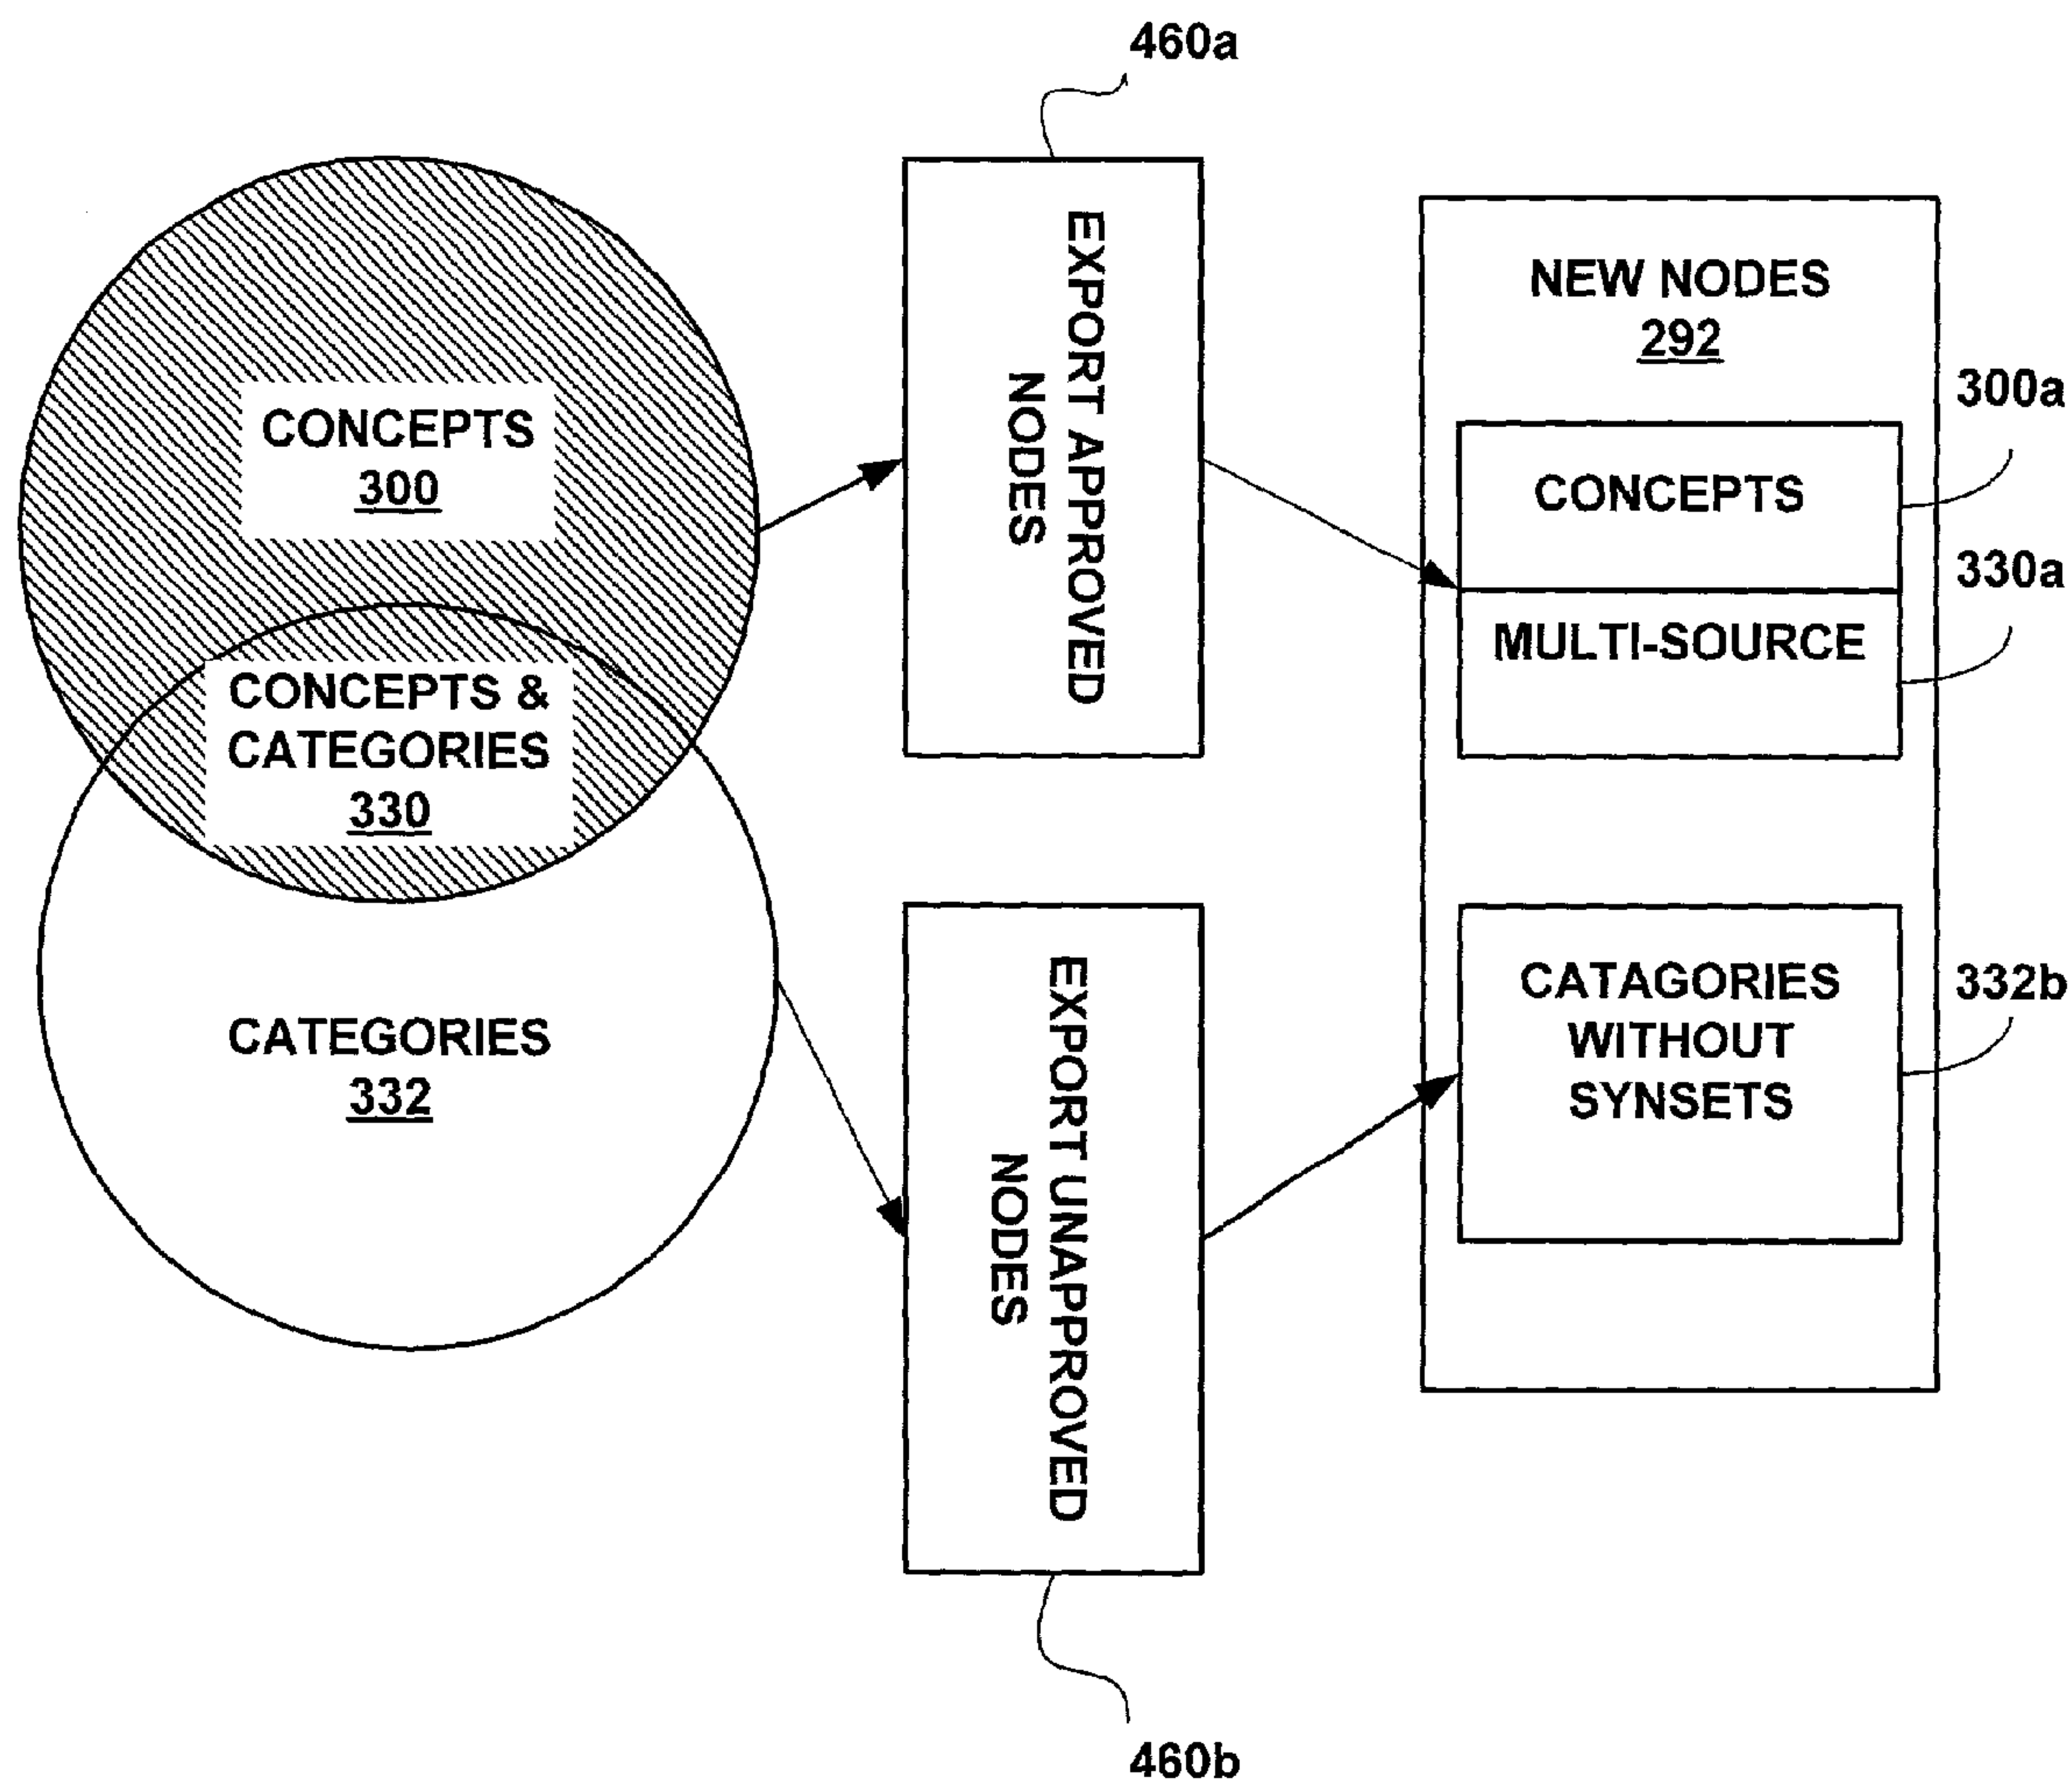 460a
CONCEPTS
300
CONCEPTS &
CATEGORIES
330
CATEGORIES
332
EXPORT APPROVED
NODES
EXPORT UNAPPROVED
NODES
460b
NEW NODES
292
CONCEPTS
300a
MULTI-SOURCE
330a
CATAGORIES
WITHOUT
SYNSETS
332b